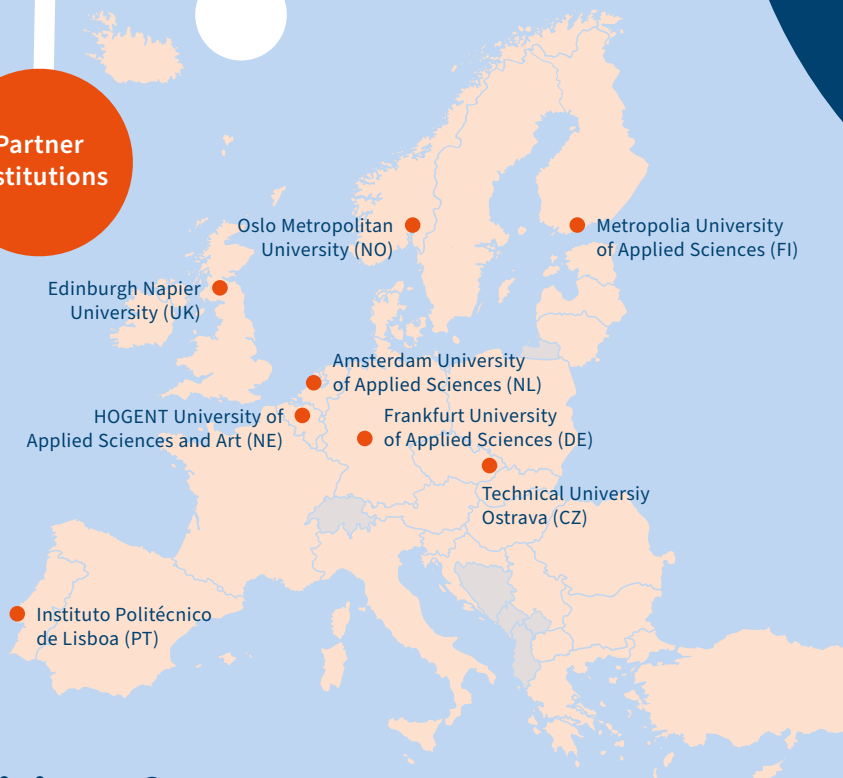 Partner
stitutions
Oslo Metropolitan
University (NO)
Metropolia University
of Applied Sciences (FI)
Edinburgh Napier
University (UK)
Amsterdam University
of Applied Sciences (NL)
HOGENT University of
Applied Sciences and Art (NE)
Frankfurt University
of Applied Sciences (DE)
Technical Universiy
Ostrava (CZ)
Instituto Politécnico
de Lisboa (PT)